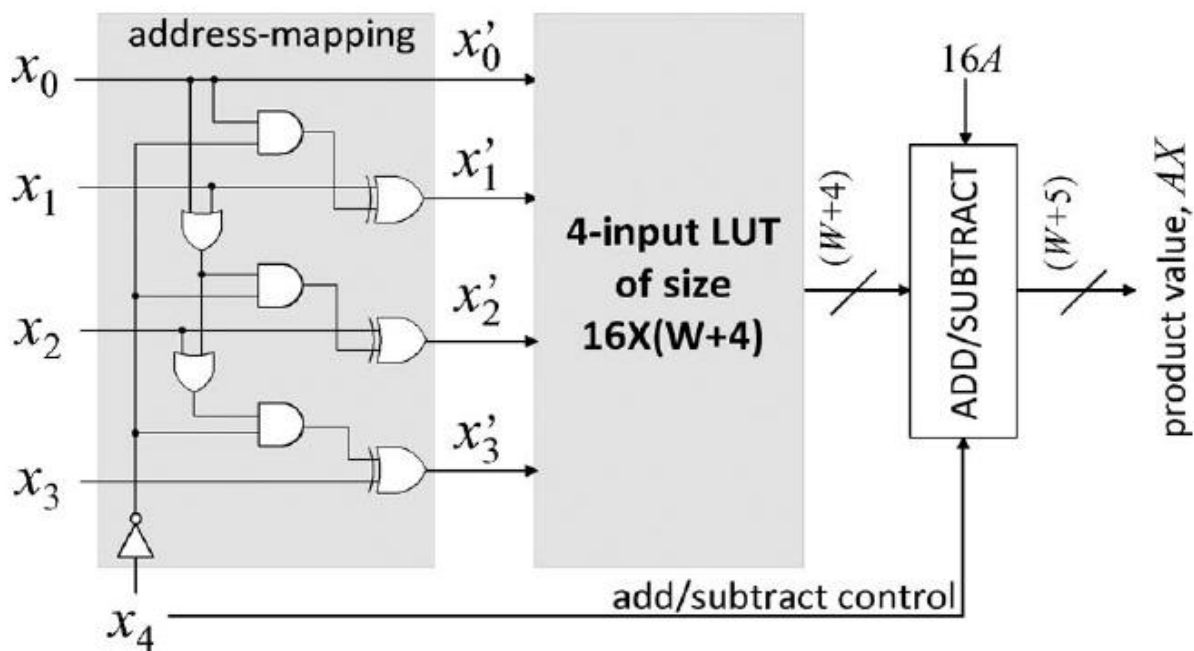 address-mapping
x0
x'0
16A
x1
x'1
x2
x'2
x3
x'3
x4
4-input LUT
of size
16X(W+4)
(W+4)
ADD/SUBTRACT
(W+5)
product value, AX
add/subtract control